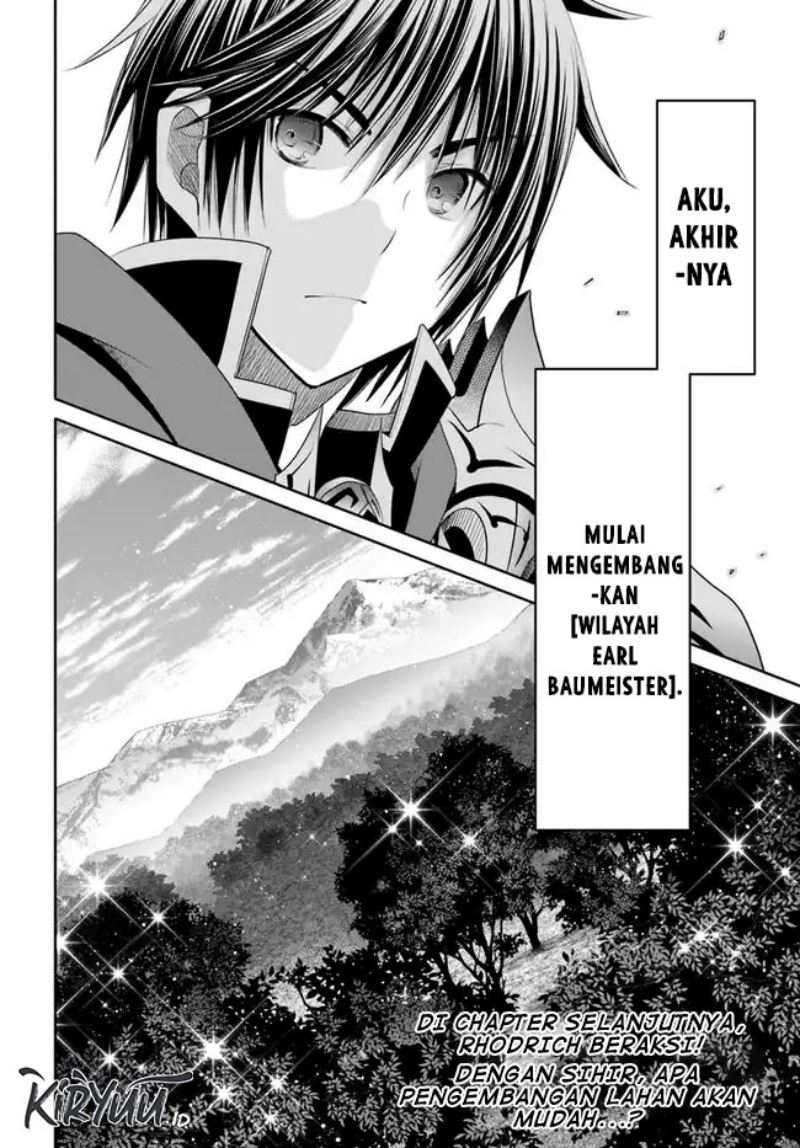 AKU,
AKHIR
-NYA
MULAI
MENGEMBANG
-KAN
[WILAYAH
EARL
BAUMEISTER].
DI CHAPTER SELANJUTNYA,
RHODRICH BERAKSI!
DENGAN SIHIR, APA
PENGEMBANGAN LAHAN AKAN
MUDAH...?
KIRYUU.ID